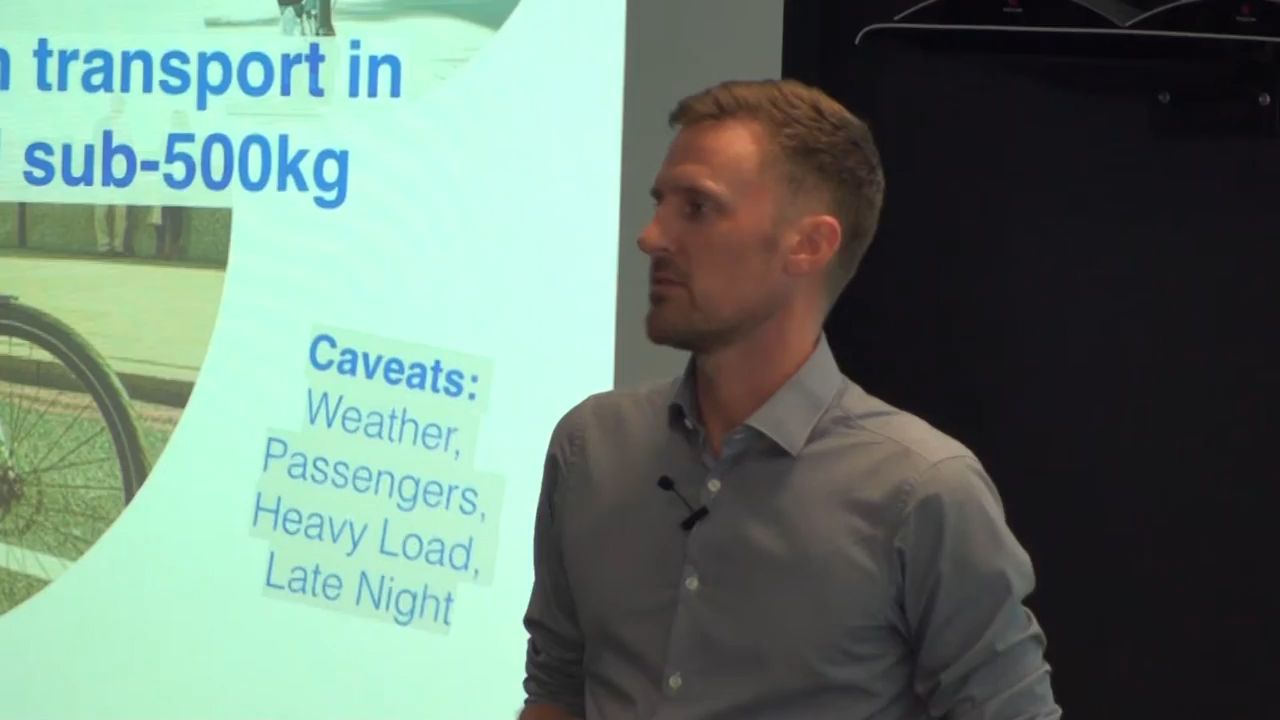 transport in
sub-500kg
Caveats:
Weather,
Passengers,
Heavy Load,
Late Night